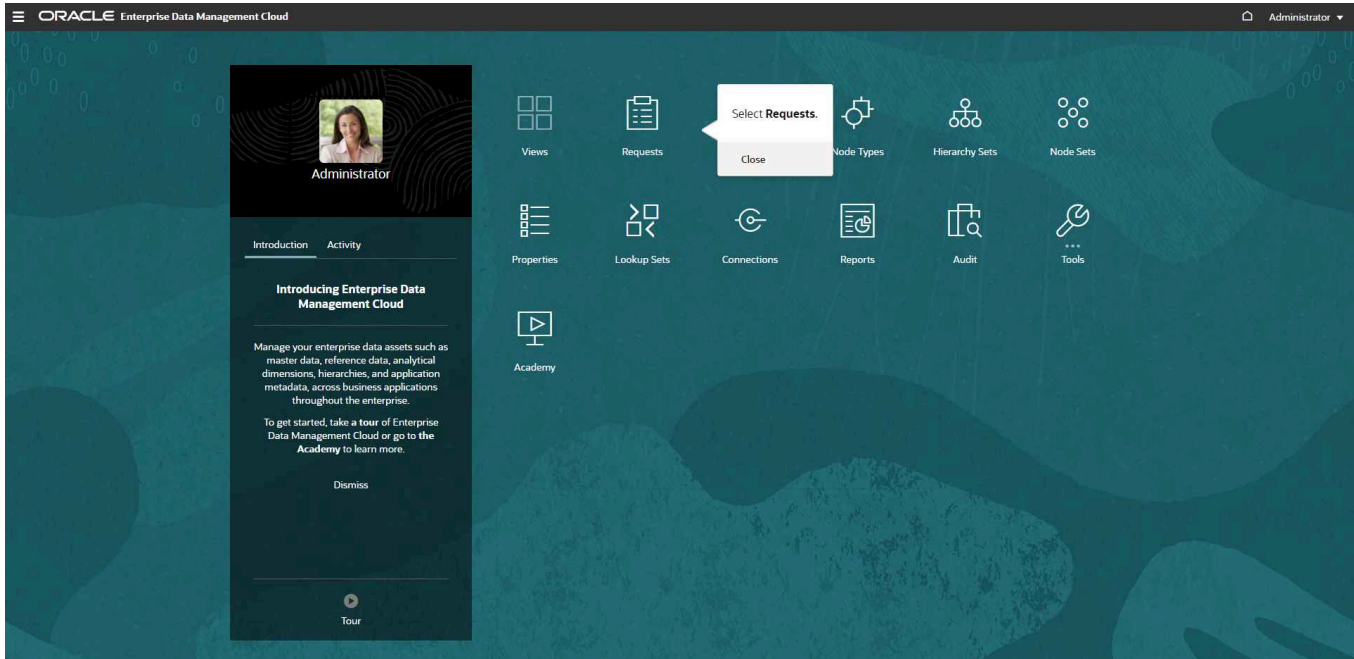 ORACLE Enterprise Data Management Cloud
Administrator
Administrator
Introduction Activity
Introducing Enterprise Data
Management Cloud
Manage your enterprise data assets such as
master data, reference data, analytical
dimensions, hierarchies, and application
metadata, across business applications
throughout the enterprise.
To get started, take a tour of Enterprise
Data Management Cloud or go to the
Academy to learn more.
Dismiss
Tour
Views
Requests
Select Requests.
Close
Node Types
Hierarchy Sets
Node Sets
Properties
Lookup Sets
Connections
Reports
Audit
Tools
Academy